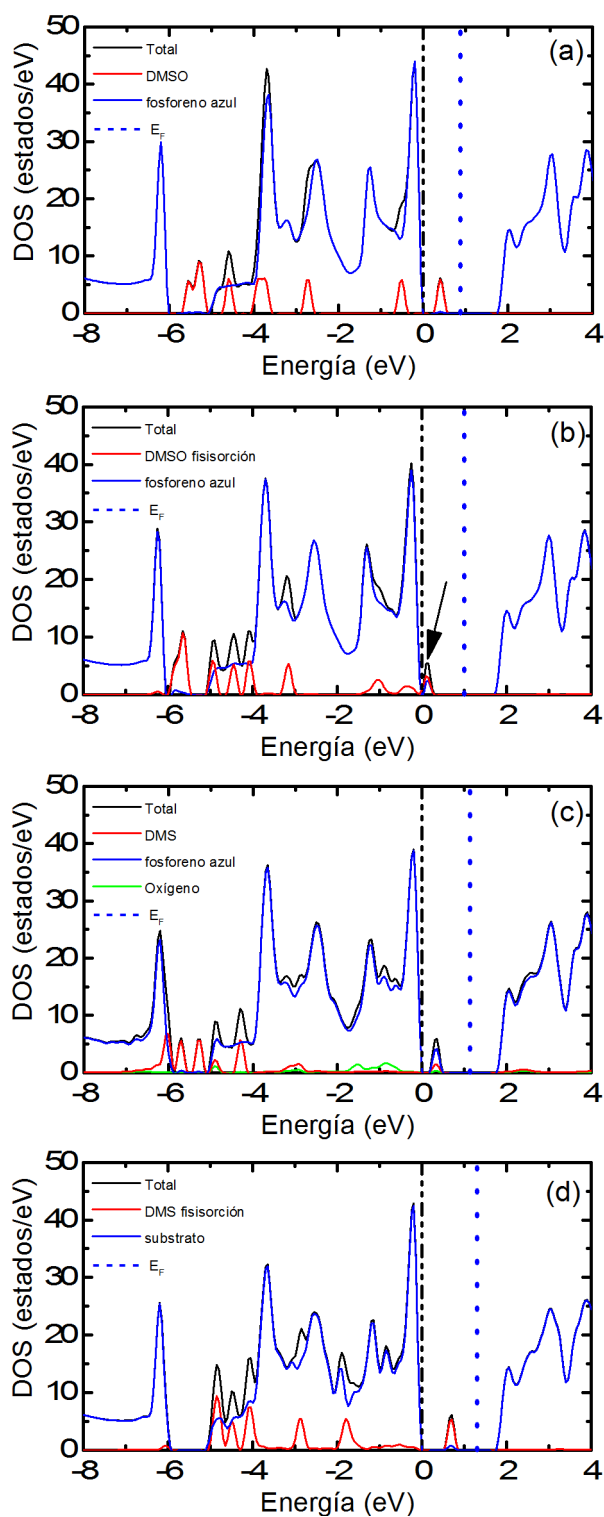 (a)
Total
DMSO
fosforeno azul
E_F
DOS (estados/eV)
50
40
30
20
10
0
-8 -6 -4 -2 0 2 4
Energía (eV)
(b)
Total
DMSO fisisorción
fosforeno azul
E_F
DOS (estados/eV)
50
40
30
20
10
0
-8 -6 -4 -2 0 2 4
Energía (eV)
(c)
Total
DMS
fosforeno azul
Oxígeno
E_F
DOS (estados/eV)
50
40
30
20
10
0
-8 -6 -4 -2 0 2 4
Energía (eV)
(d)
Total
DMS fisisorción
substrato
E_F
DOS (estados/eV)
50
40
30
20
10
0
-8 -6 -4 -2 0 2 4
Energía (eV)